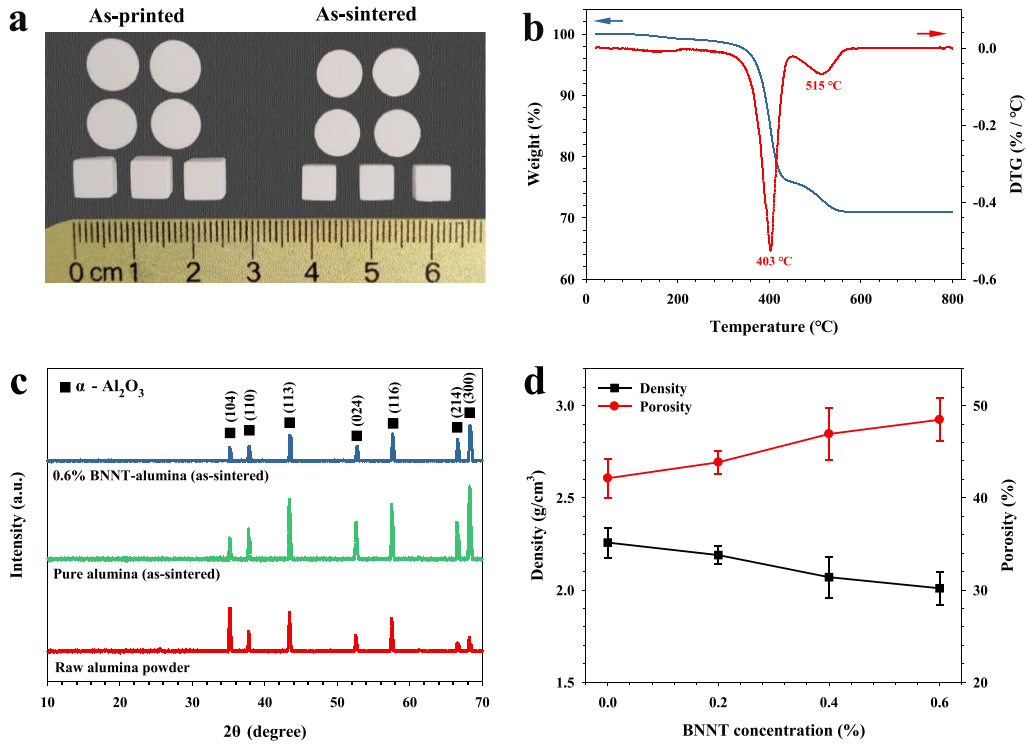 a
As-printed
As-sintered
0 cm 1 2 3 4 5 6
b
100
90
80
70
60
Weight (%)
0.0
-0.2
-0.4
-0.6
DTG (% / °C)
515 °C
403 °C
0 200 400 600 800
Temperature (°C)
c
■ α - Al₂O₃
(104)
(110)
(113)
(024)
(116)
(214)
(300)
0.6% BNNT-alumina (as-sintered)
Pure alumina (as-sintered)
Raw alumina powder
Intensity (a.u.)
10 20 30 40 50 60 70
2θ (degree)
d
Density
Porosity
3.0
2.5
2.0
1.5
Density (g/cm³)
50
40
30
20
Porosity (%)
0.0 0.2 0.4 0.6
BNNT concentration (%)